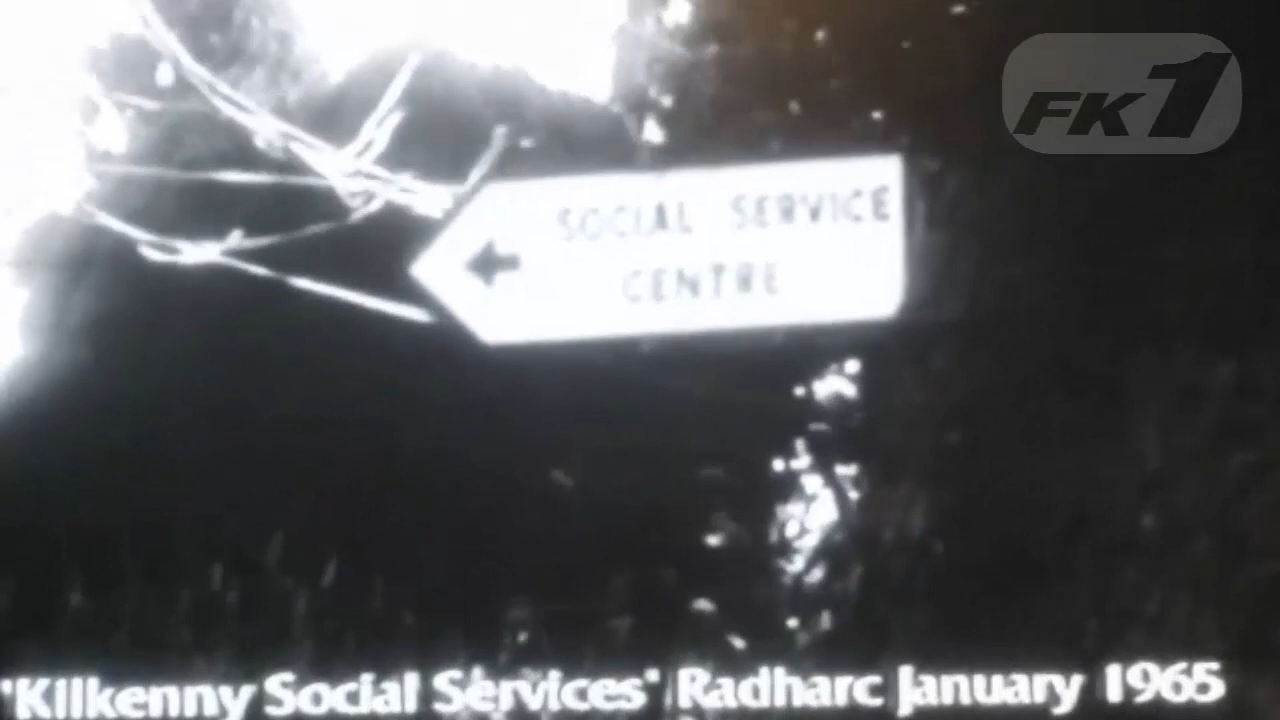 FK1
SOCIAL SERVICE
CENTRE
'Kilkenny Social Services' Radharc January 1965